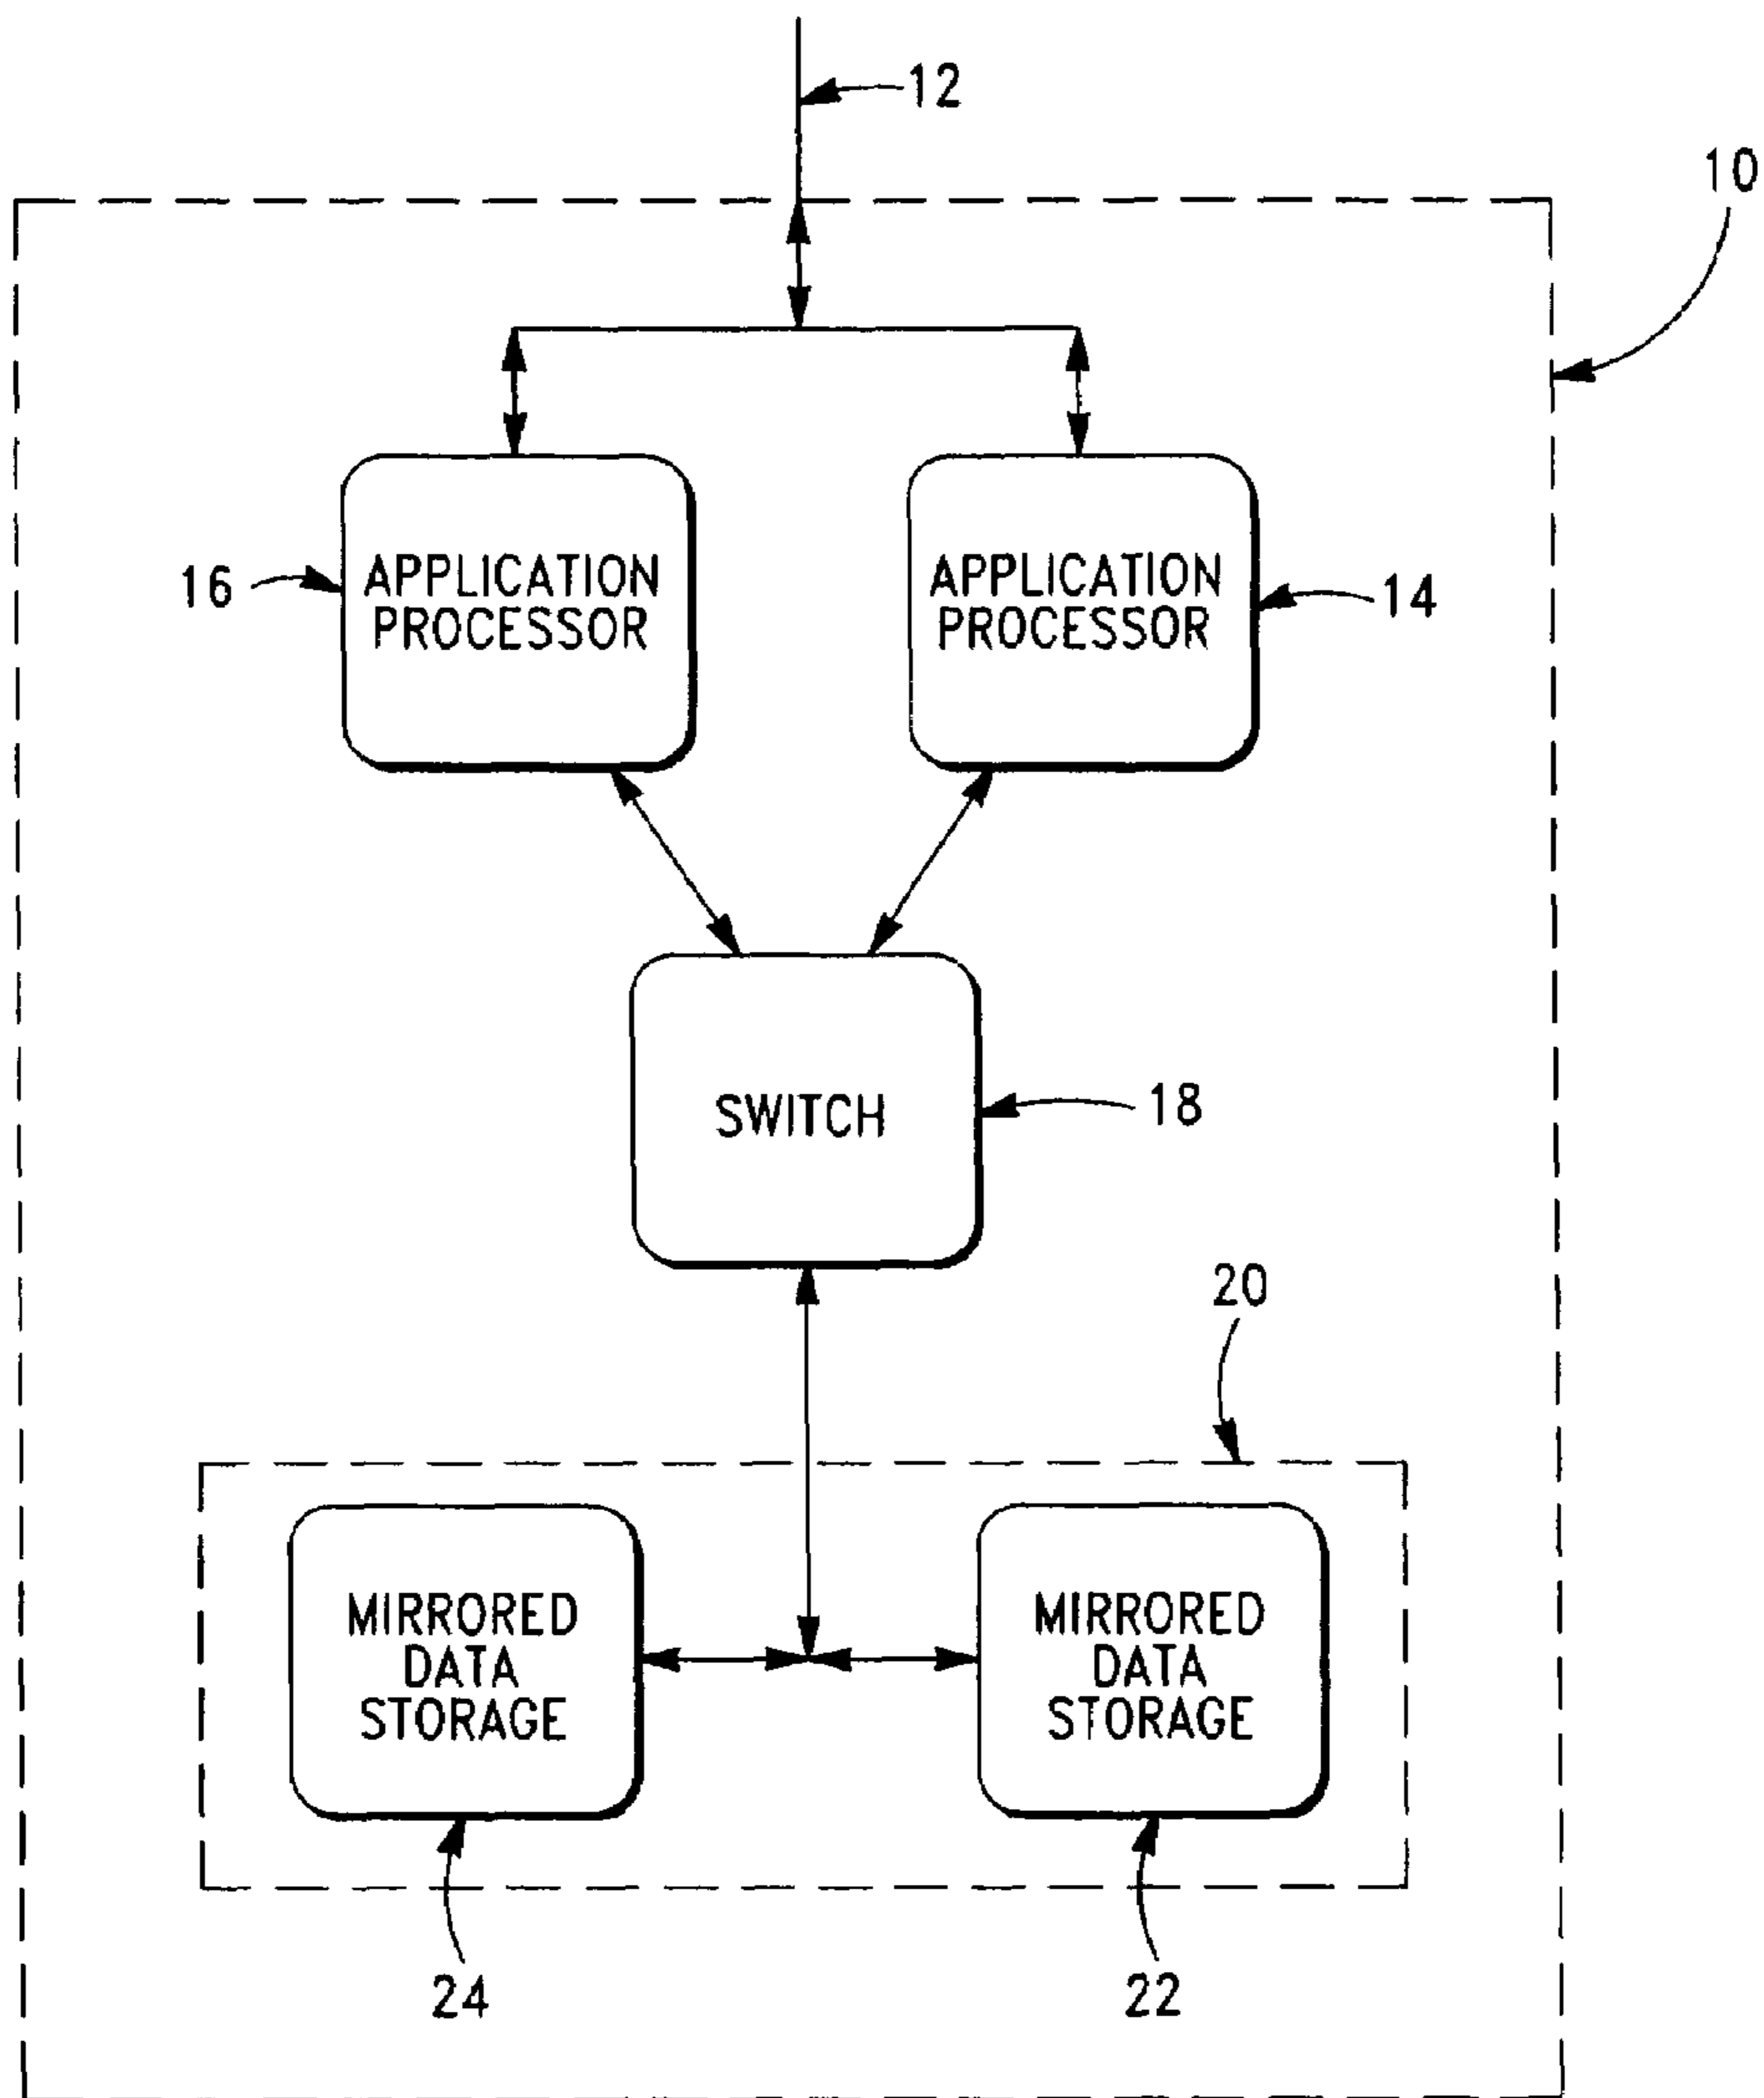 12
10
APPLICATION
PROCESSOR
APPLICATION
PROCESSOR
16
14
SWITCH
18
20
MIRRORED
DATA
STORAGE
MIRRORED
DATA
STORAGE
24
22